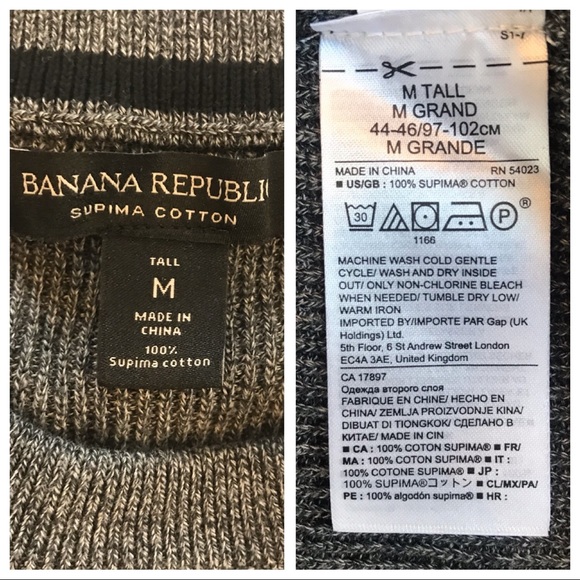 BANANA REPUBLIC
SUPIMA COTTON
TALL
M
MADE IN
CHINA
100%
Supima cotton
S1-7
M TALL
M GRAND
44-46/97-102CM
M GRANDE
MADE IN CHINA RN 54023
■ US/GB : 100% SUPIMA® COTTON
30 P ®
1166
MACHINE WASH COLD GENTLE
CYCLE/ WASH AND DRY INSIDE
OUT/ ONLY NON-CHLORINE BLEACH
WHEN NEEDED/ TUMBLE DRY LOW/
WARM IRON
IMPORTED BY/IMPORTE PAR Gap (UK
Holdings) Ltd.
5th Floor, 6 St Andrew Street London
EC4A 3AE, United Kingdom
CA 17897
Одежда второго слоя
FABRIQUE EN CHINE/ HECHO EN
CHINA/ ZEMLJA PROIZVODNJE KINA/
DIBUAT DI TIONGKOK/ СДЕЛАНО В
КИТАЕ/ MADE IN CIN
■ CA : 100% COTON SUPIMA® ■ FR/
MA : 100% COTON SUPIMA® ■ IT :
100% COTONE SUPIMA® ■ JP :
100% SUPIMA®コットン ■ CL/MX/PA/
PE : 100% algodón supima® ■ HR :